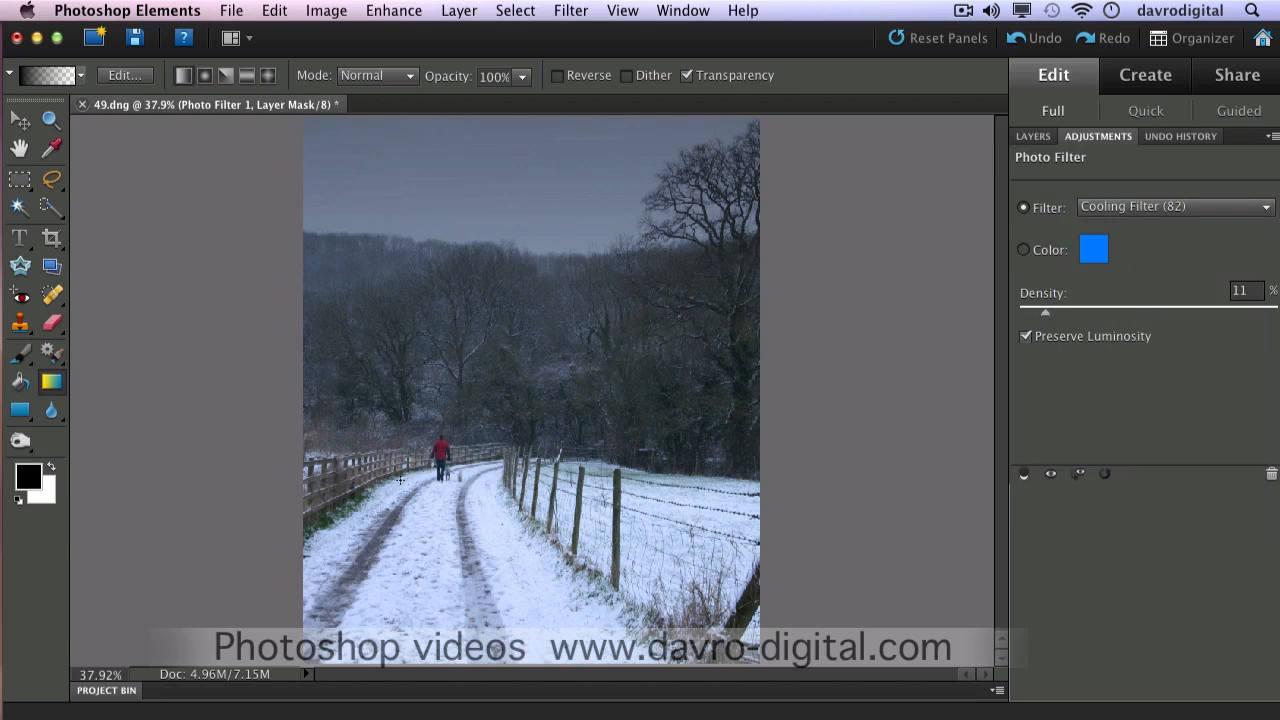 Photoshop Elements File Edit Image Enhance Layer Select Filter View Window Help davrodigital
Reset Panels Undo Redo Organizer
Edit... Mode: Normal Opacity: 100% Reverse Dither Transparency
Edit Create Share
49.dng @ 37.9% (Photo Filter 1, Layer Mask/8) *
Full Quick Guided
LAYERS ADJUSTMENTS UNDO HISTORY
Photo Filter
Filter: Cooling Filter (82)
Color:
Density: 11 %
Preserve Luminosity
T
Photoshop videos www.davro-digital.com
37.92% Doc: 4.96M/7.15M
PROJECT BIN